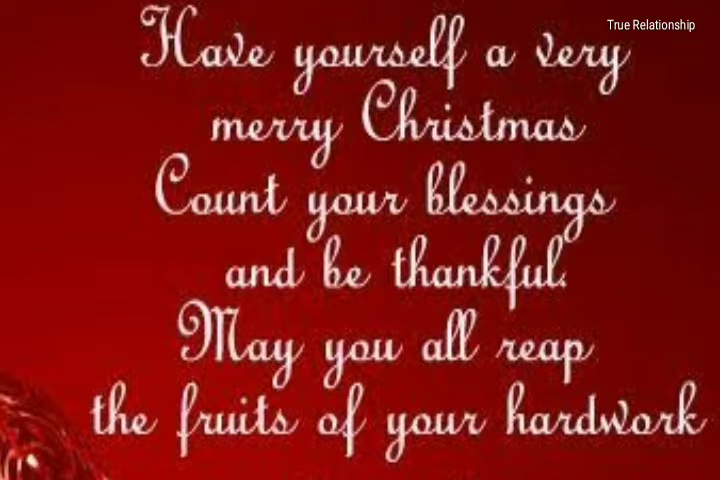 True Relationship
Have yourself a very
merry Christmas
Count your blessings
and be thankful.
May you all reap
the fruits of your hardwork